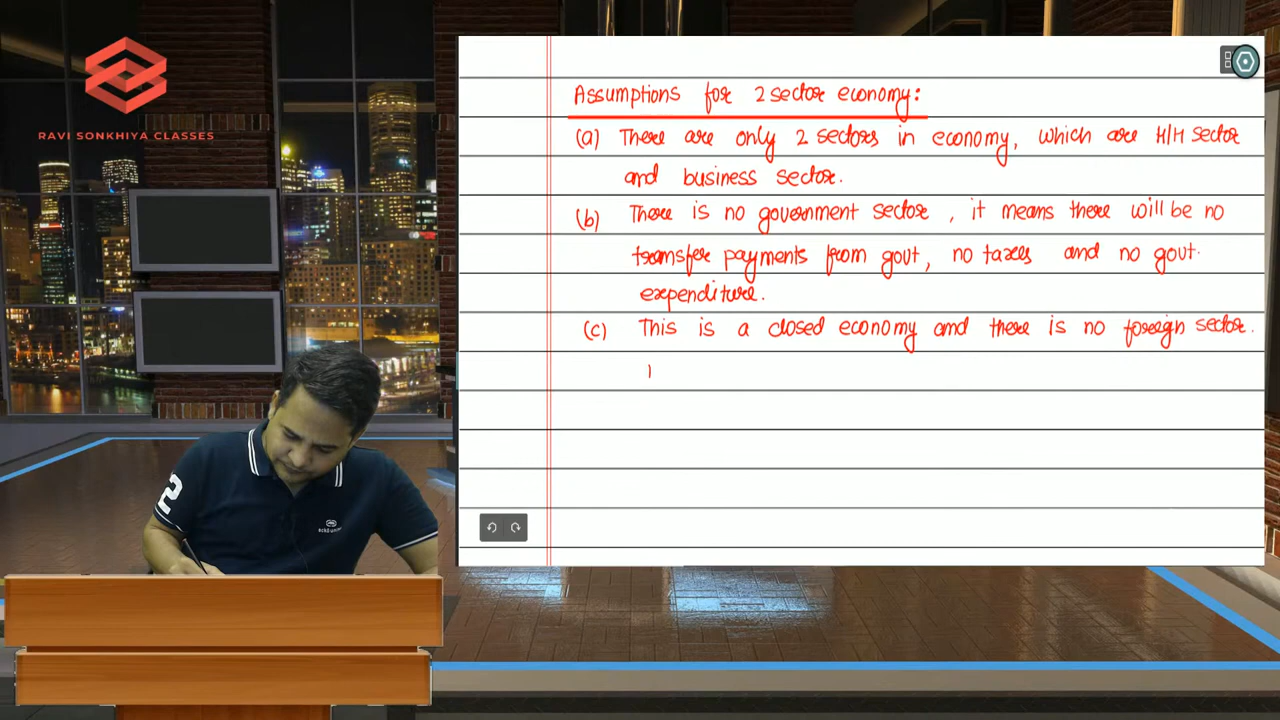 RAVI SONKHIYA CLASSES
Assumptions for 2 sector economy:
(a) There are only 2 sectors in economy, which are H/H sector
and business sector.
(b) There is no government sector, it means there will be no
transfer payments from govt, no taxes and no govt.
expenditure.
(c) This is a closed economy and there is no foreign sector.
2